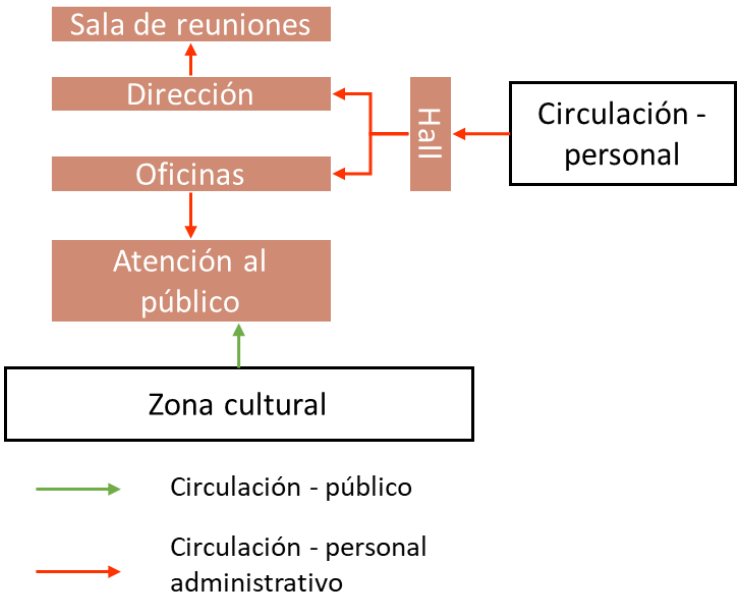 Sala de reuniones
Dirección
Hall
Circulación -
personal
Oficinas
Atención al
público
Zona cultural
Circulación - público
Circulación - personal
administrativo